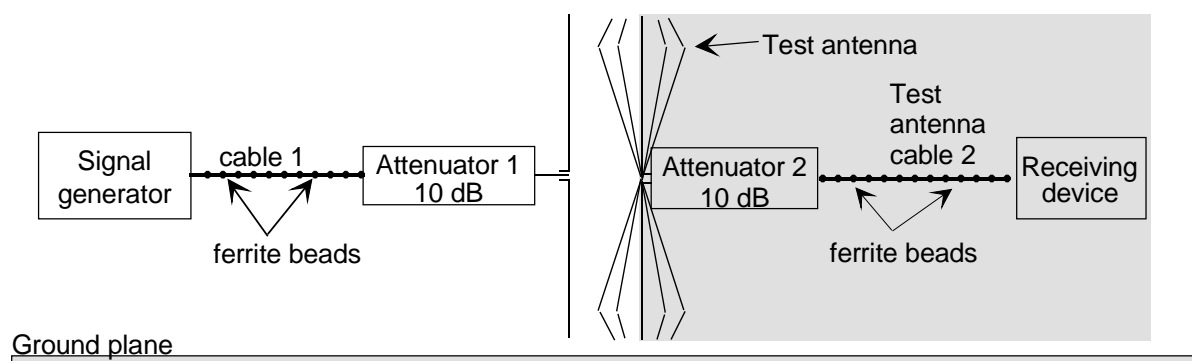 Test antenna
Test
antenna
cable 2
Signal
generator
cable 1
Attenuator 1
10 dB
Attenuator 2
10 dB
Receiving
device
ferrite beads
ferrite beads
Ground plane